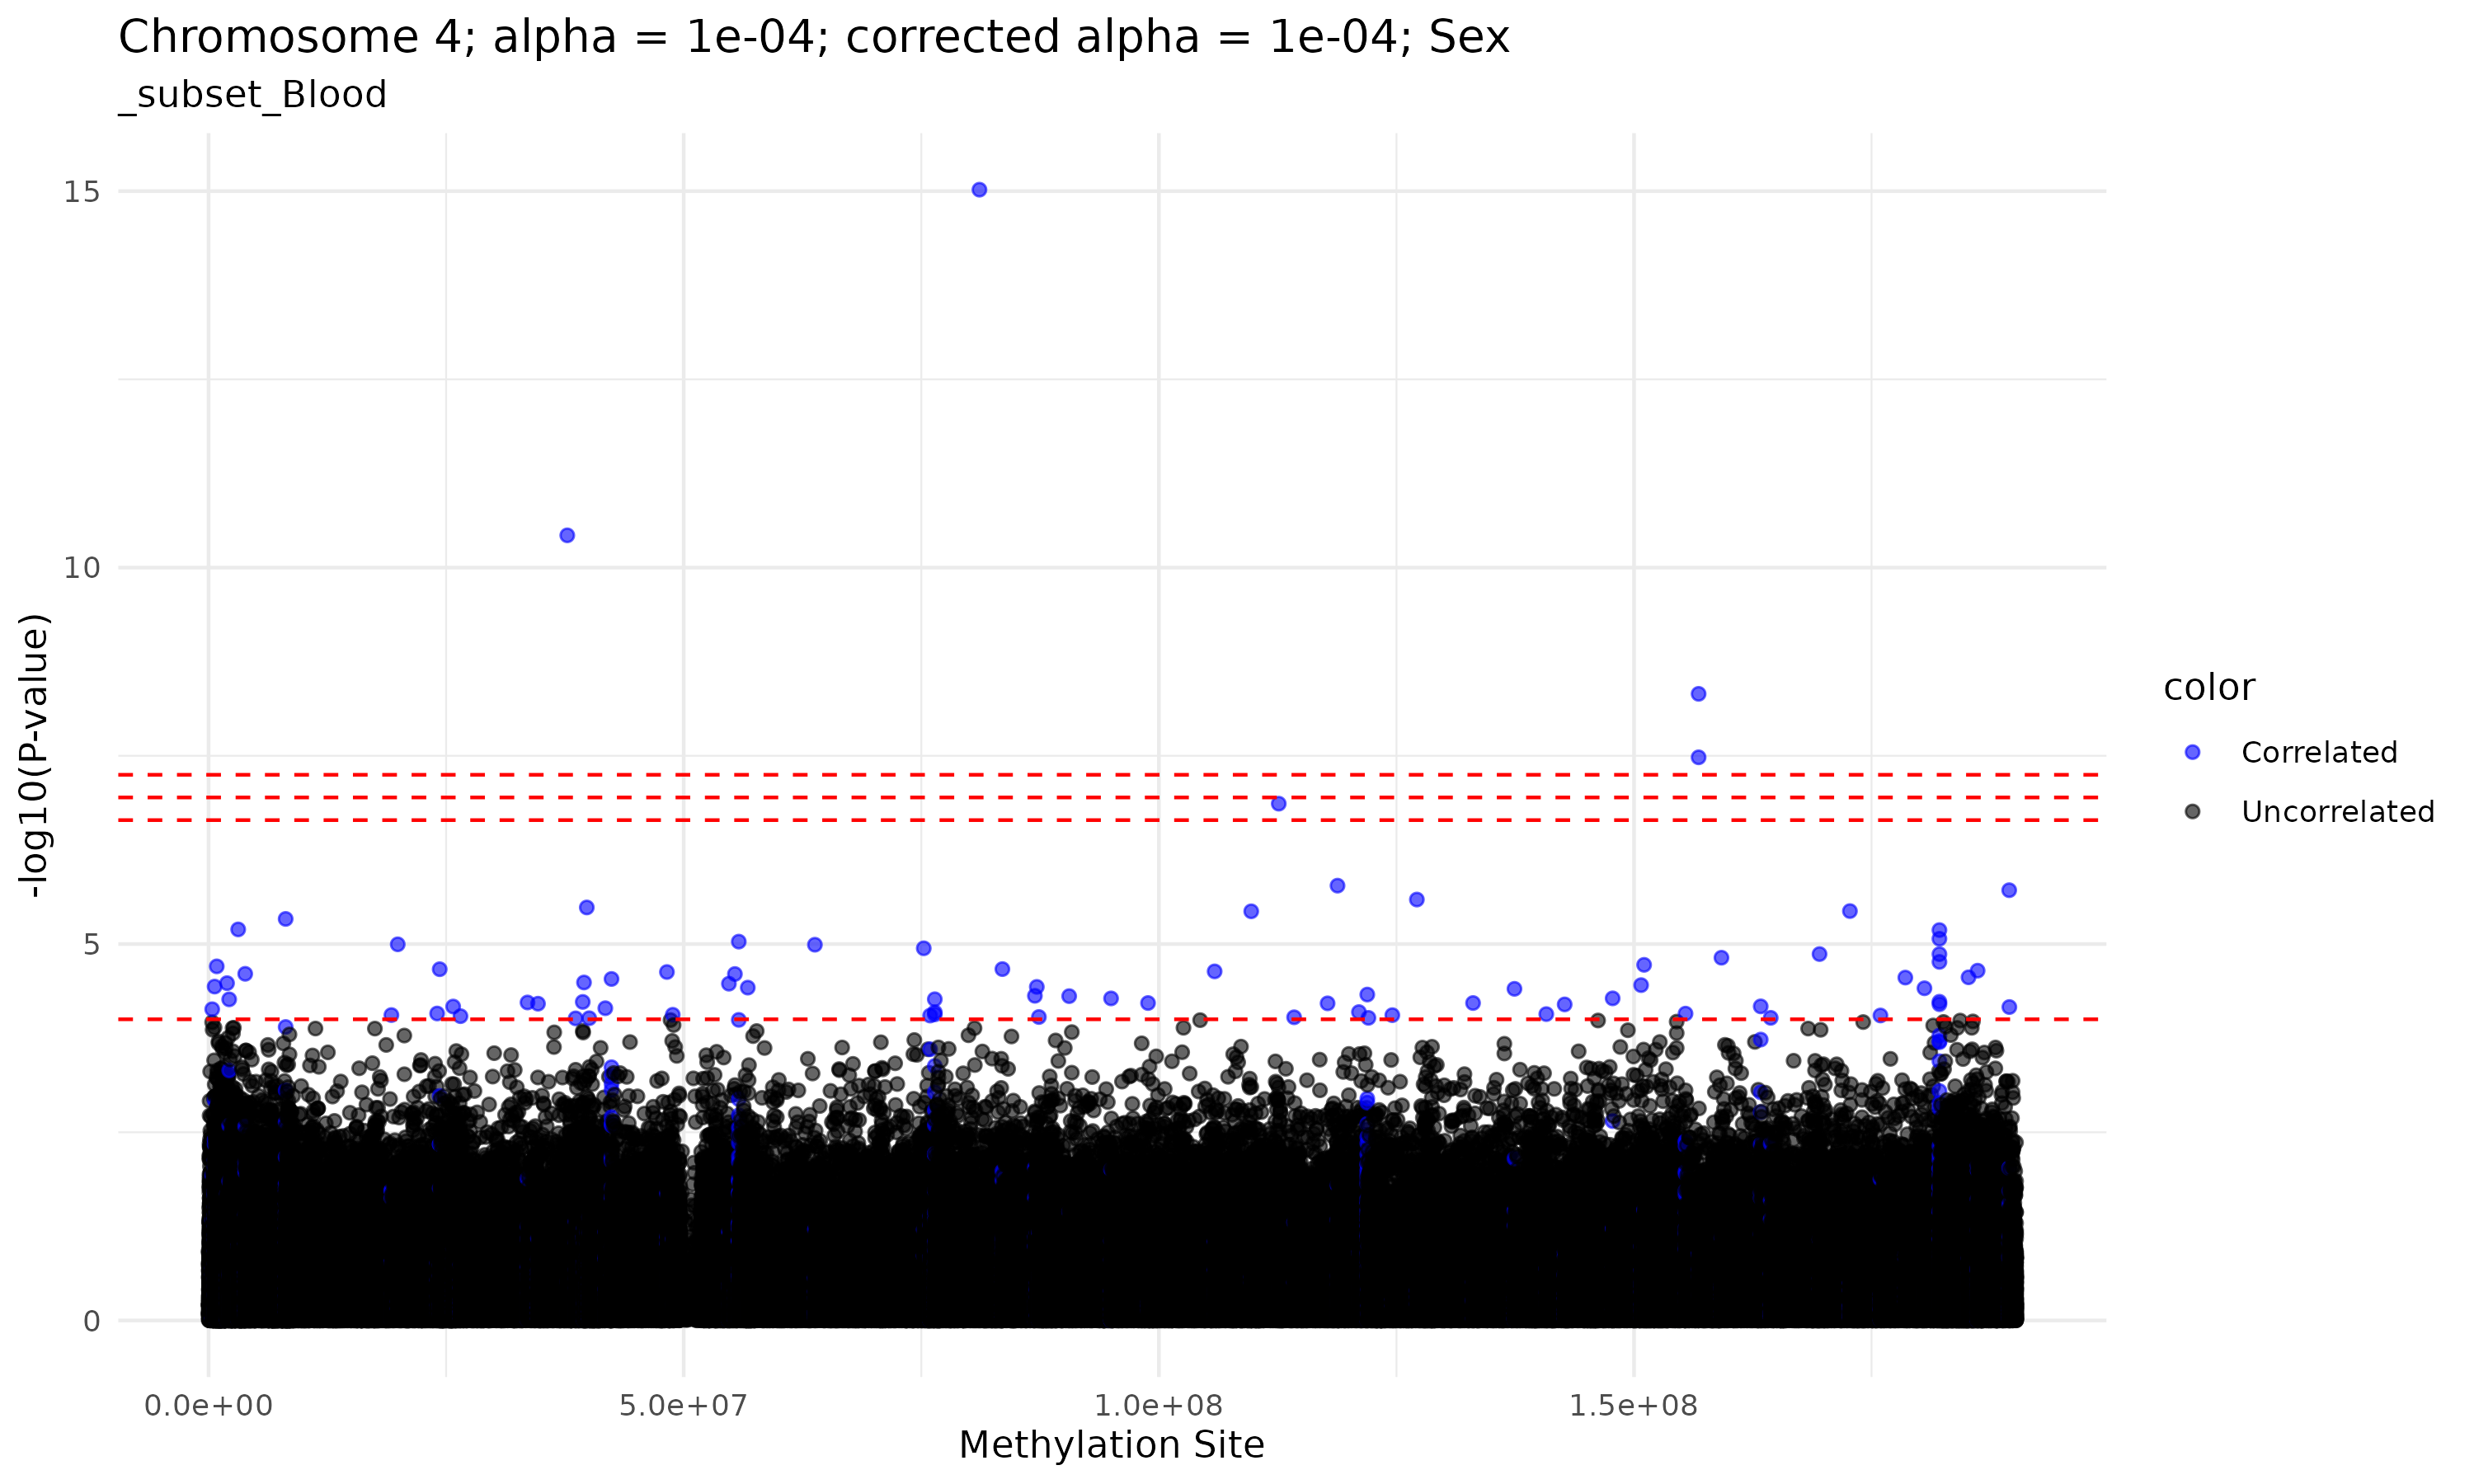 Chromosome 4; alpha = 1e-04; corrected alpha = 1e-04; Sex
_subset_Blood
15
10
5
0
-log10(P-value)
0.0e+00
5.0e+07
1.0e+08
1.5e+08
Methylation Site
color
Correlated
Uncorrelated